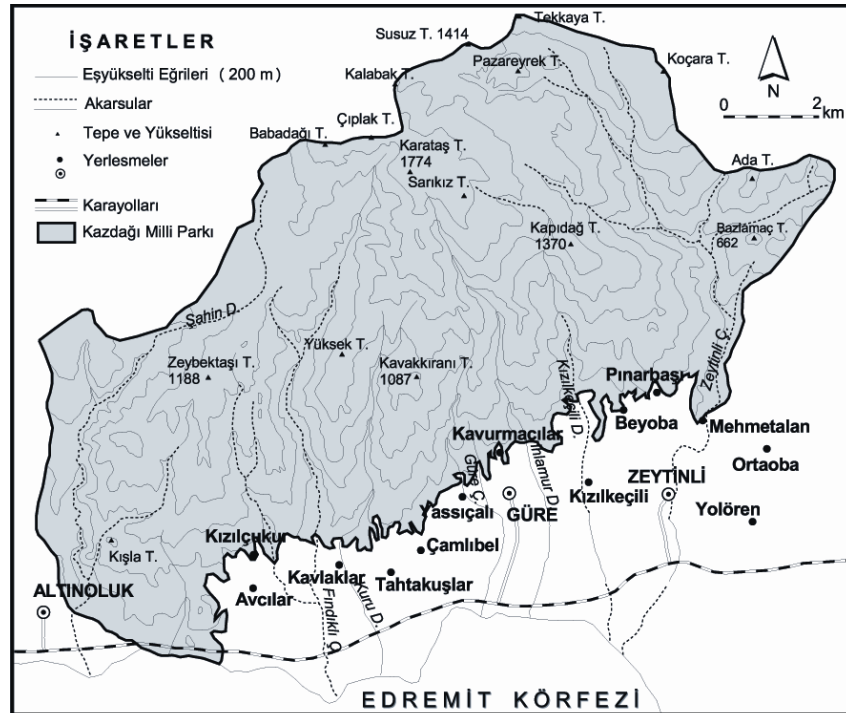 İŞARETLER
Eşyükselti Eğrileri ( 200 m )
Akarsular
Tepe ve Yükseltisi
Yerlesmeler
Karayolları
Kazdağı Milli Parkı
Tekkaya T.
Susuz T. 1414
Pazareyrek T.
Koçara T.
Kalabak T.
N
0 2 km
Çıplak T.
Babadağı T.
Karataş T.
1774
Sarıkız T.
Ada T.
Kapıdağ T.
1370
Bazlamaç T.
662
Şahin D.
Yüksek T.
Zeybektaşı T.
1188
Kavakkıranı T.
1087
Kızılkeçili D.
Zeytinli Ç.
Pınarbaşı
Beyoba
Mehmetalan
Kavurmacılar
Ortaoba
Güre Ç.
Ihlamur D.
Kızılkeçili
ZEYTİNLİ
Yassıçalı
GÜRE
Yolören
Kızılçukur
Kışla T.
Çamlıbel
ALTINOLUK
Kavlaklar
Tahtakuşlar
Avcılar
Fındıklı Ç.
Kuru D.
EDREMİT KÖRFEZİ